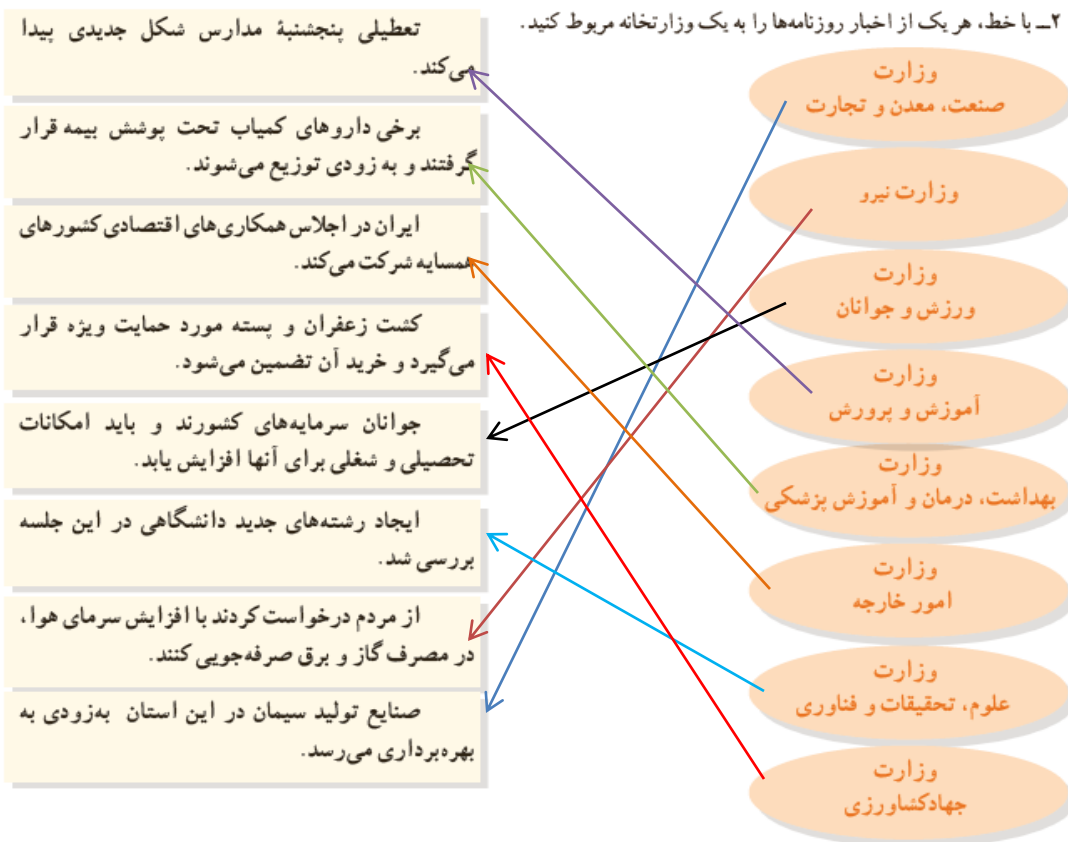 ۲ــ با خط، هر یک از اخبار روزنامه‌ها را به یک وزارتخانه مربوط کنید.
وزارت
صنعت، معدن و تجارت
وزارت نیرو
وزارت
ورزش و جوانان
وزارت
آموزش و پرورش
وزارت
بهداشت، درمان و آموزش پزشکی
وزارت
امور خارجه
وزارت
علوم، تحقیقات و فناوری
وزارت
جهادکشاورزی
تعطیلی پنجشنبۀ مدارس شکل جدیدی پیدا
می‌کند.
برخی داروهای کمیاب تحت پوشش بیمه قرار
گرفتند و به زودی توزیع می‌شوند.
ایران در اجلاس همکاری‌های اقتصادی کشورهای
همسایه شرکت می‌کند.
کشت زعفران و پسته مورد حمایت ویژه قرار
می‌گیرد و خرید آن تضمین می‌شود.
جوانان سرمایه‌های کشورند و باید امکانات
تحصیلی و شغلی برای آنها افزایش یابد.
ایجاد رشته‌های جدید دانشگاهی در این جلسه
بررسی شد.
از مردم درخواست کردند با افزایش سرمای هوا،
در مصرف گاز و برق صرفه‌جویی کنند.
صنایع تولید سیمان در این استان به‌زودی به
بهره‌برداری می‌رسد.